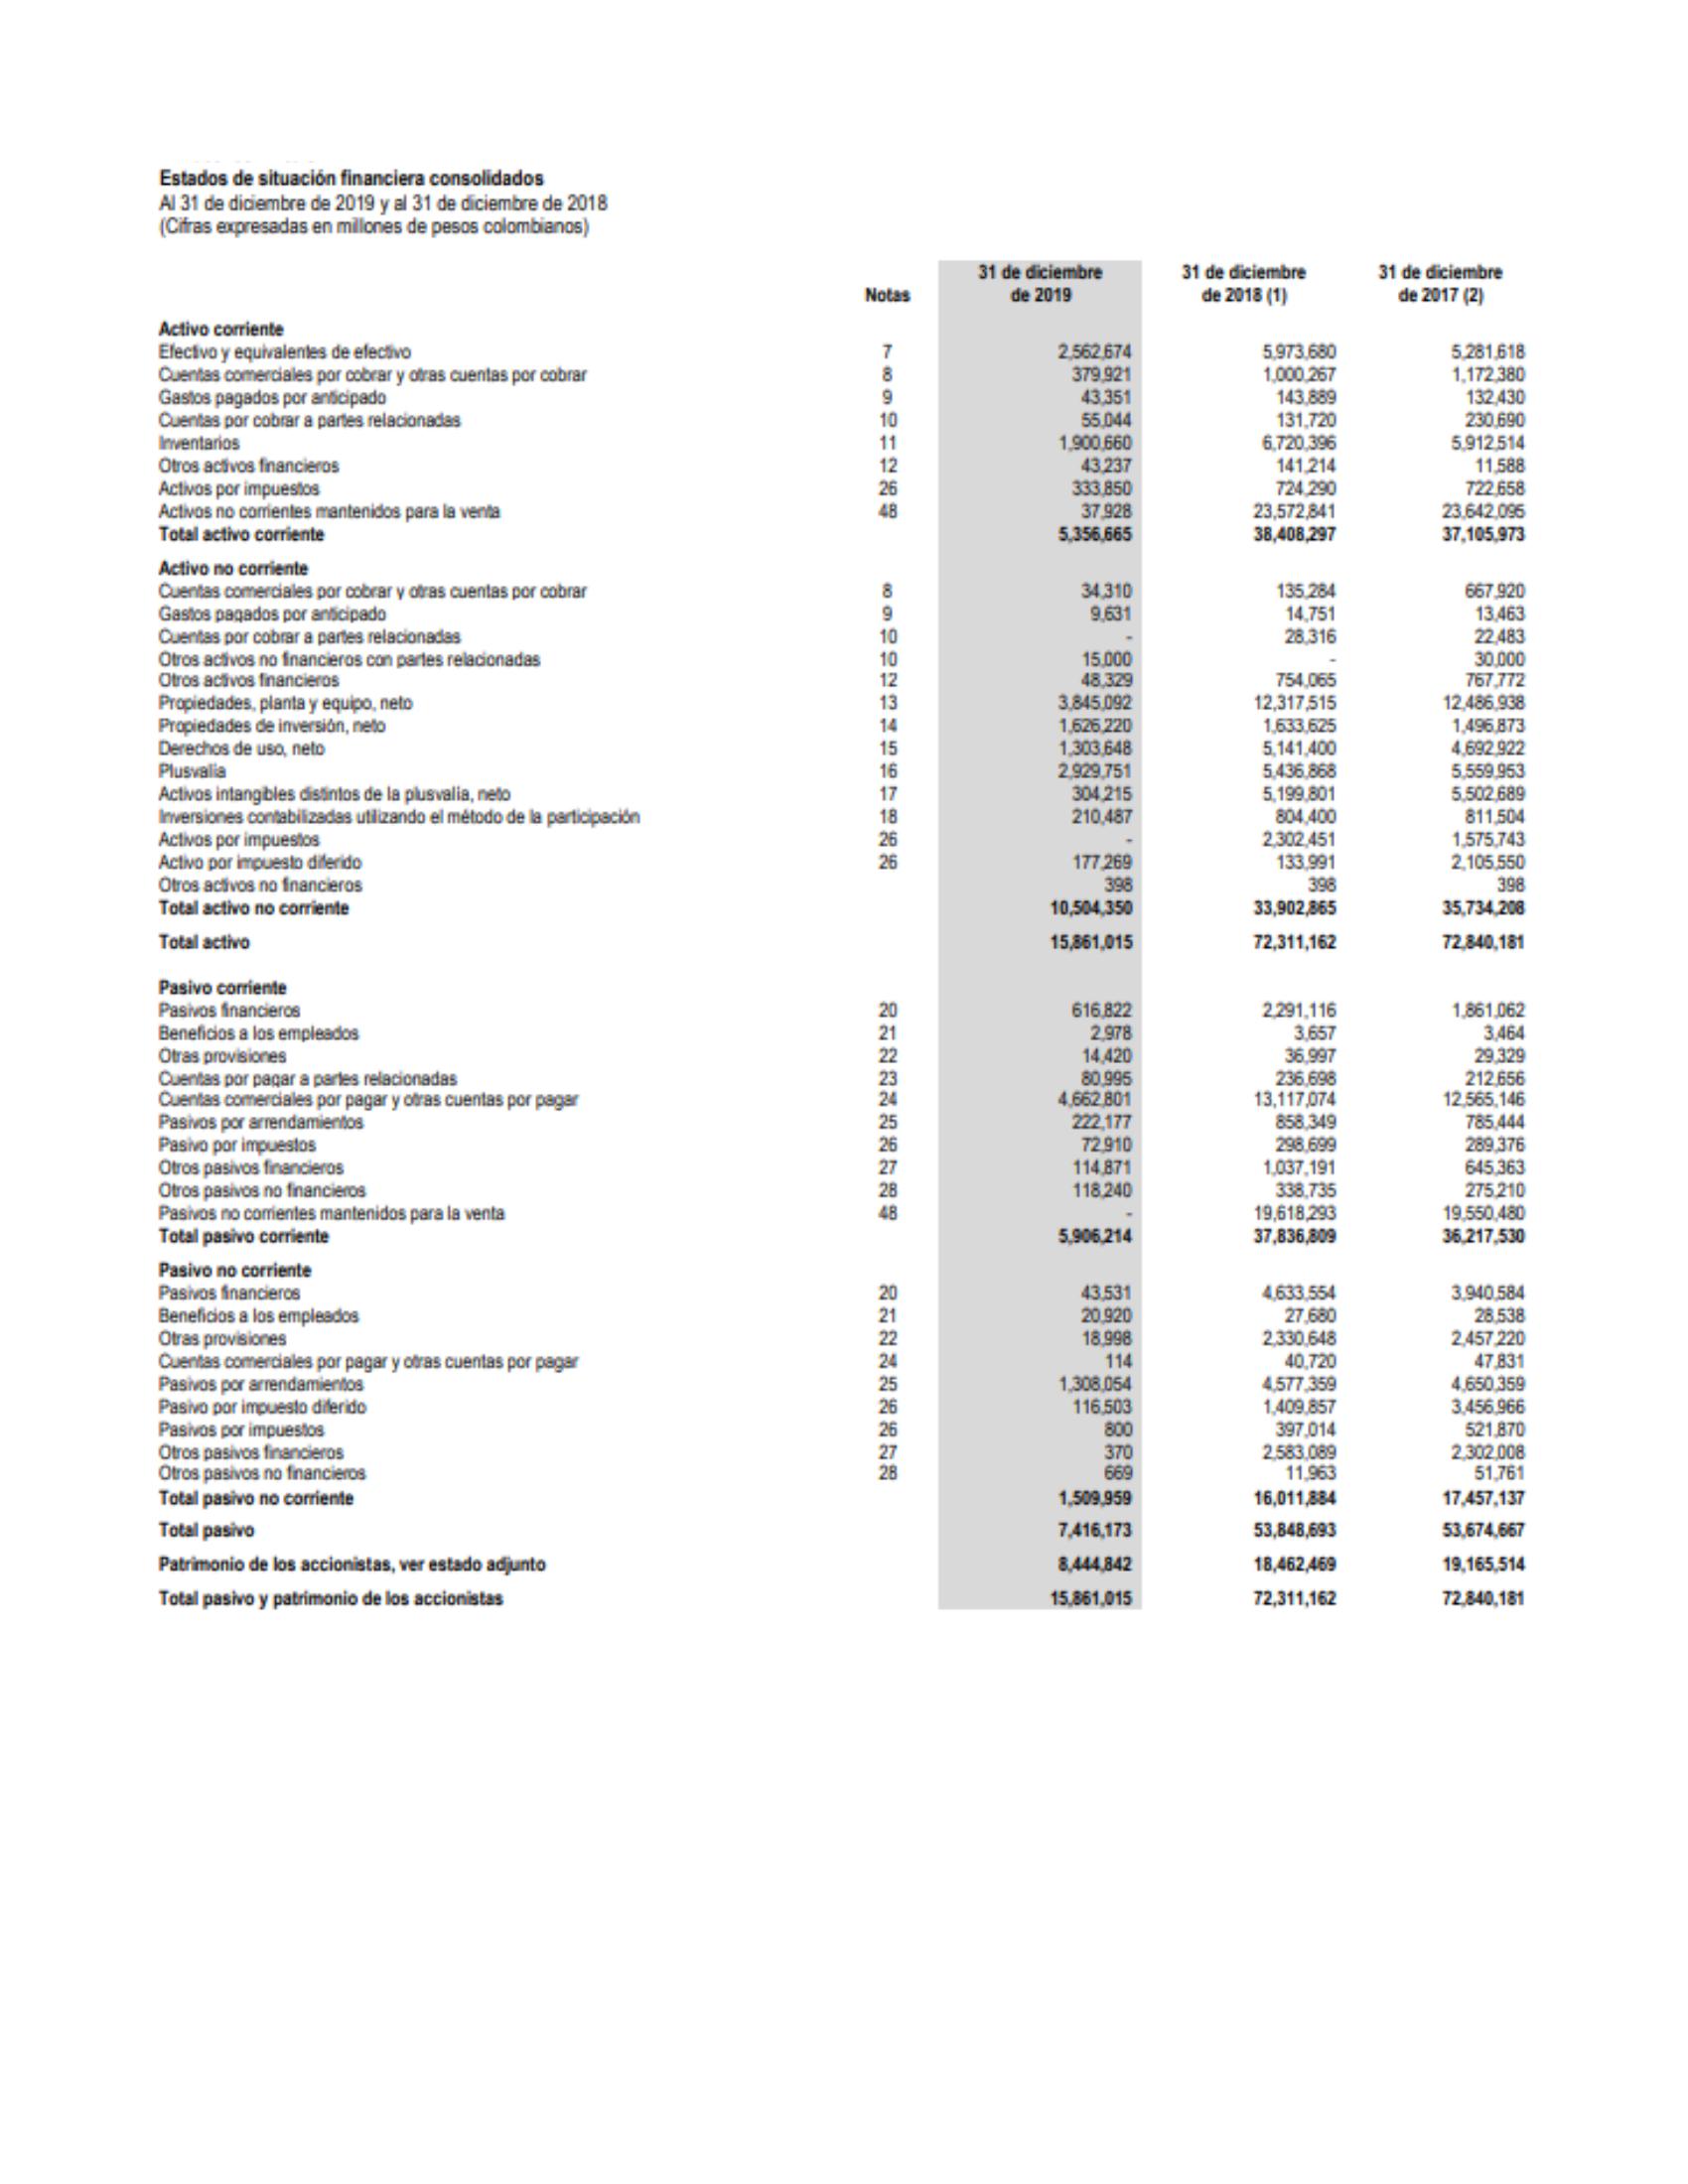 Estados de situación financiera consolidados
Al 31 de diciembre de 2019 y al 31 de diciembre de 2018
(Cifras expresadas en millones de pesos colombianos)
Notas 31 de diciembre de 2019 31 de diciembre de 2018 (1) 31 de diciembre de 2017 (2)
Activo corriente
Efectivo y equivalentes de efectivo 7 2,562,674 5,973,680 5,281,618
Cuentas comerciales por cobrar y otras cuentas por cobrar 8 379,921 1,000,267 1,172,380
Gastos pagados por anticipado 9 43,351 143,889 132,430
Cuentas por cobrar a partes relacionadas 10 55,044 131,720 230,690
Inventarios 11 1,900,660 6,720,396 5,912,514
Otros activos financieros 12 43,237 141,214 11,588
Activos por impuestos 26 333,850 724,290 722,658
Activos no corrientes mantenidos para la venta 48 37,928 23,572,841 23,642,095
Total activo corriente 5,356,665 38,408,297 37,105,973
Activo no corriente
Cuentas comerciales por cobrar y otras cuentas por cobrar 8 34,310 135,284 667,920
Gastos pagados por anticipado 9 9,631 14,751 13,463
Cuentas por cobrar a partes relacionadas 10 - 28,316 22,483
Otros activos no financieros con partes relacionadas 10 15,000 - 30,000
Otros activos financieros 12 48,329 754,065 767,772
Propiedades, planta y equipo, neto 13 3,845,092 12,317,515 12,486,938
Propiedades de inversión, neto 14 1,626,220 1,633,625 1,496,873
Derechos de uso, neto 15 1,303,648 5,141,400 4,692,922
Plusvalía 16 2,929,751 5,436,868 5,559,953
Activos intangibles distintos de la plusvalía, neto 17 304,215 5,199,801 5,502,689
Inversiones contabilizadas utilizando el método de la participación 18 210,487 804,400 811,504
Activos por impuestos 26 - 2,302,451 1,575,743
Activo por impuesto diferido 26 177,269 133,991 2,105,550
Otros activos no financieros 398 398 398
Total activo no corriente 10,504,350 33,902,865 35,734,208
Total activo 15,861,015 72,311,162 72,840,181
Pasivo corriente
Pasivos financieros 20 616,822 2,291,116 1,861,062
Beneficios a los empleados 21 2,978 3,657 3,464
Otras provisiones 22 14,420 36,997 29,329
Cuentas por pagar a partes relacionadas 23 80,995 236,698 212,656
Cuentas comerciales por pagar y otras cuentas por pagar 24 4,662,801 13,117,074 12,565,146
Pasivos por arrendamientos 25 222,177 858,349 785,444
Pasivo por impuestos 26 72,910 298,699 289,376
Otros pasivos financieros 27 114,871 1,037,191 645,363
Otros pasivos no financieros 28 118,240 338,735 275,210
Pasivos no corrientes mantenidos para la venta 48 - 19,618,293 19,550,480
Total pasivo corriente 5,906,214 37,836,809 36,217,530
Pasivo no corriente
Pasivos financieros 20 43,531 4,633,554 3,940,584
Beneficios a los empleados 21 20,920 27,680 28,538
Otras provisiones 22 18,998 2,330,648 2,457,220
Cuentas comerciales por pagar y otras cuentas por pagar 24 114 40,720 47,831
Pasivos por arrendamientos 25 1,308,054 4,577,359 4,650,359
Pasivo por impuesto diferido 26 116,503 1,409,857 3,456,966
Pasivos por impuestos 26 800 397,014 521,870
Otros pasivos financieros 27 370 2,583,089 2,302,008
Otros pasivos no financieros 28 669 11,963 51,761
Total pasivo no corriente 1,509,959 16,011,884 17,457,137
Total pasivo 7,416,173 53,848,693 53,674,667
Patrimonio de los accionistas, ver estado adjunto 8,444,842 18,462,469 19,165,514
Total pasivo y patrimonio de los accionistas 15,861,015 72,311,162 72,840,181